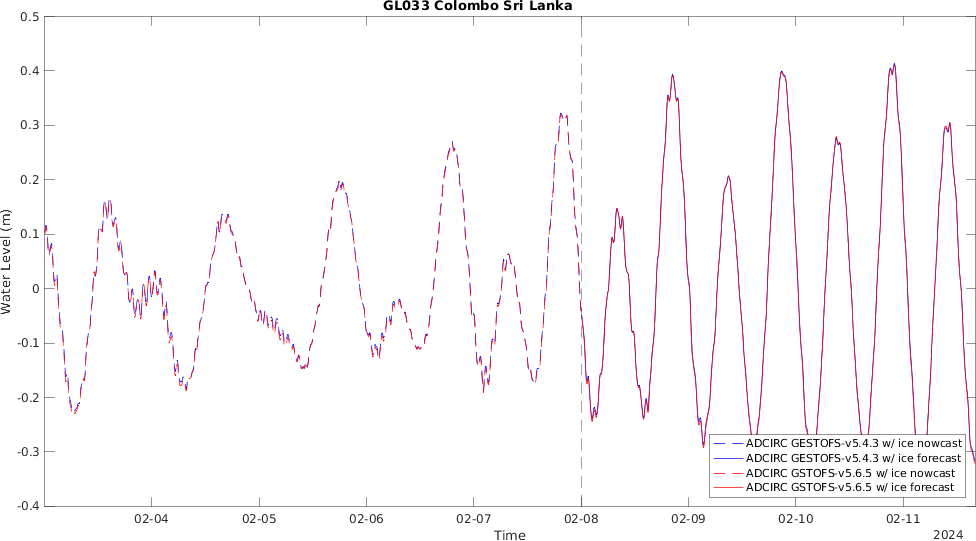 GL033 Colombo Sri Lanka
Water Level (m)
0.5
0.4
0.3
0.2
0.1
0
-0.1
-0.2
-0.3
-0.4
ADCIRC GESTOFS-v5.4.3 w/ ice nowcast
ADCIRC GESTOFS-v5.4.3 w/ ice forecast
ADCIRC GSTOFS-v5.6.5 w/ ice nowcast
ADCIRC GSTOFS-v5.6.5 w/ ice forecast
02-04 02-05 02-06 02-07 02-08 02-09 02-10 02-11
Time
2024